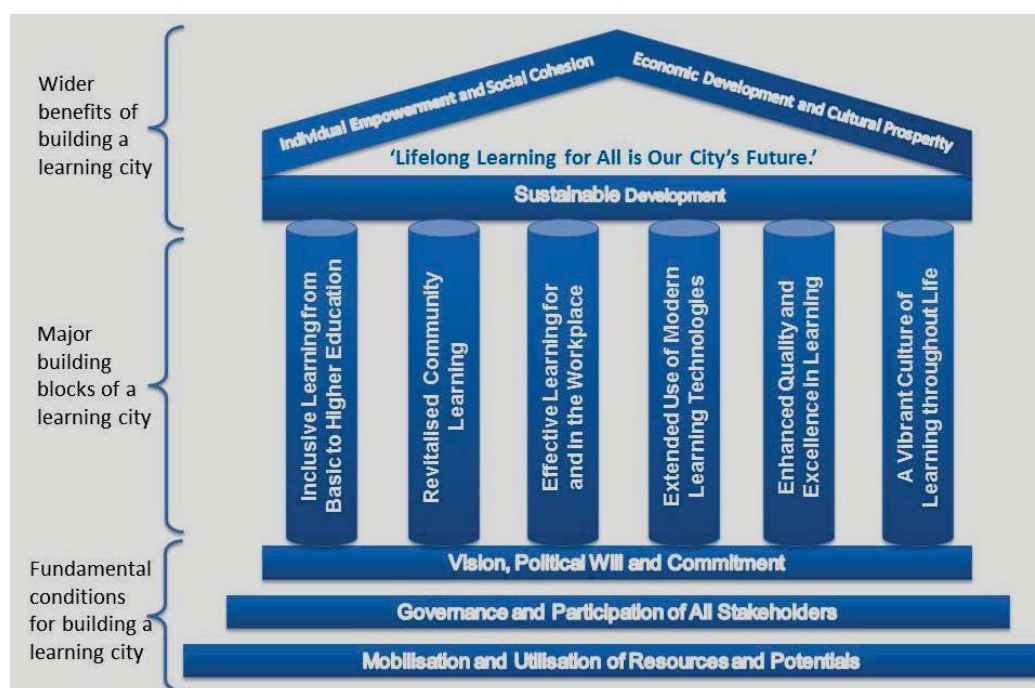 Wider
benefits of
building a
learning city
Individual Empowerment and Social Cohesion
Economic Development and Cultural Prosperity
‘Lifelong Learning for All is Our City’s Future.’
Sustainable Development
Major
building
blocks of a
learning city
Inclusive Learning from
Basic to Higher Education
Revitalised Community
Learning
Effective Learning for
and in the Workplace
Extended Use of Modern
Learning Technologies
Enhanced Quality and
Excellence in Learning
A Vibrant Culture of
Learning throughout Life
Fundamental
conditions
for building a
learning city
Vision, Political Will and Commitment
Governance and Participation of All Stakeholders
Mobilisation and Utilisation of Resources and Potentials